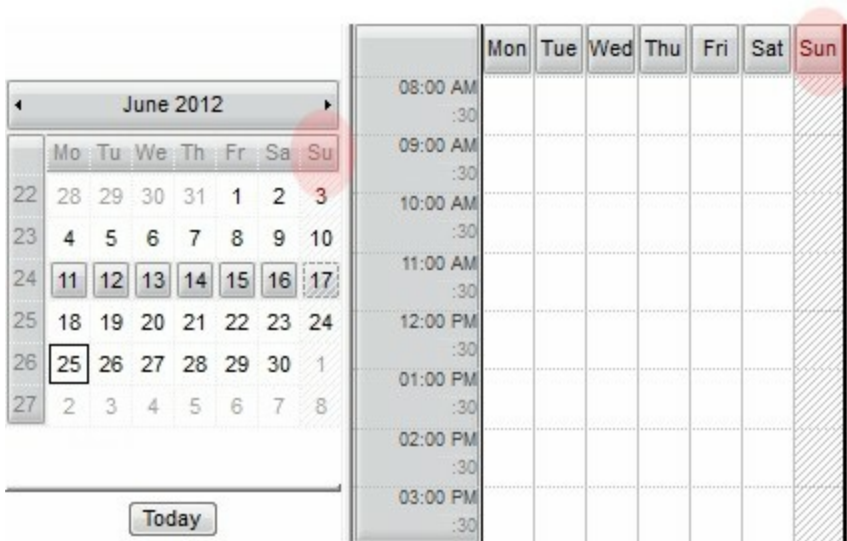 June 2012
Mo Tu We Th Fr Sa Su
22 28 29 30 31 1 2 3
23 4 5 6 7 8 9 10
24 11 12 13 14 15 16 17
25 18 19 20 21 22 23 24
26 25 26 27 28 29 30 1
27 2 3 4 5 6 7 8
Today
Mon Tue Wed Thu Fri Sat Sun
08:00 AM
:30
09:00 AM
:30
10:00 AM
:30
11:00 AM
:30
12:00 PM
:30
01:00 PM
:30
02:00 PM
:30
03:00 PM
:30